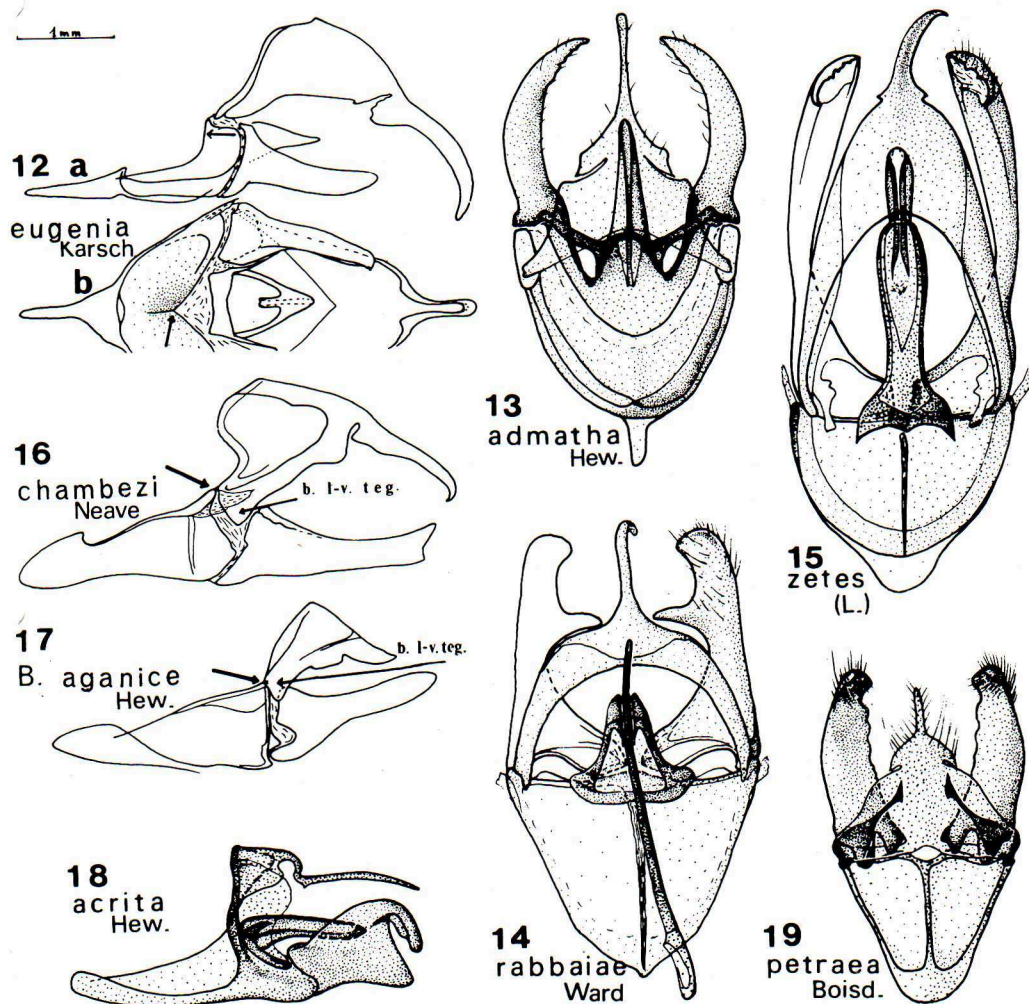 1mm
12 a
eugenia
Karsch
b
16
chambezi
Neave
b. l-v. teg.
17
B. aganice
Hew.
b. l-v. teg.
18
acrita
Hew.
13
admatha
Hew.
14
rabbaiae
Ward
15
zetes
(L.)
19
petraea
Boisd.